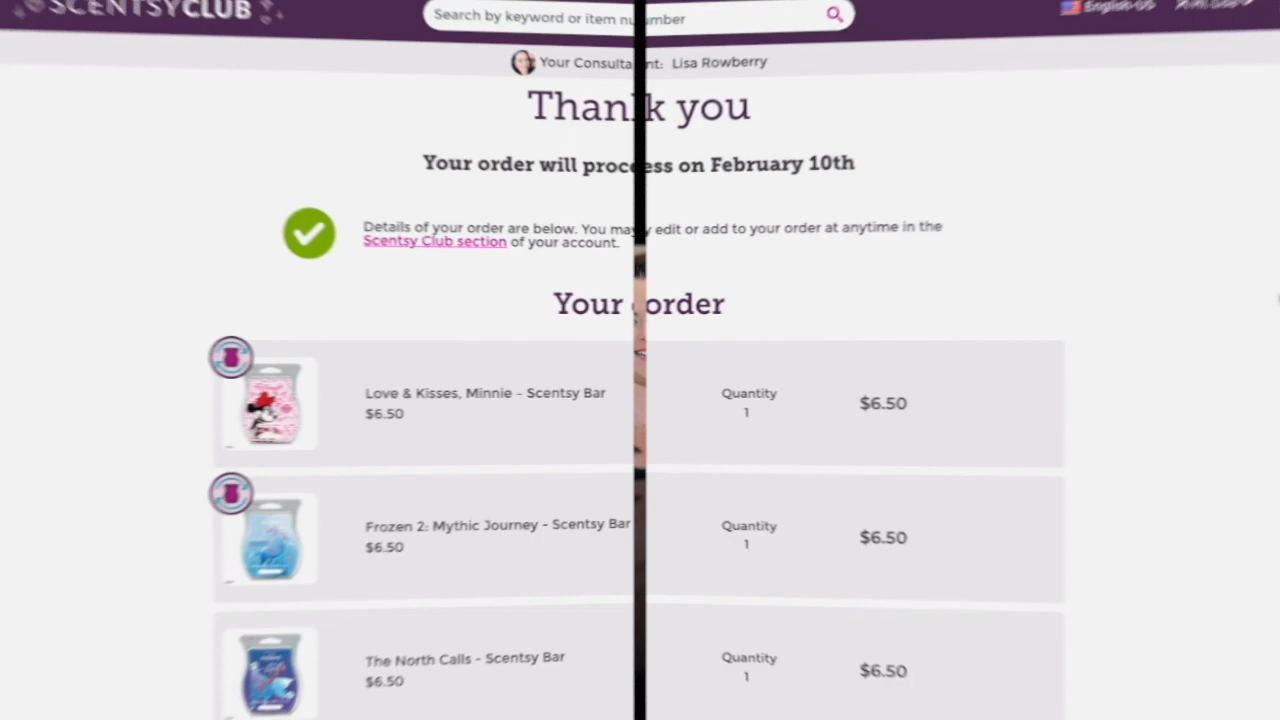 SCENTSYCLUB
Search by keyword or item number
English-US
Your Consultant: Lisa Rowberry
Thank you
Your order will process on February 10th
Details of your order are below. You may edit or add to your order at anytime in the
Scentsy Club section of your account.
Your order
Love & Kisses, Minnie - Scentsy Bar
$6.50
Quantity
1
$6.50
Frozen 2: Mythic Journey - Scentsy Bar
$6.50
Quantity
1
$6.50
The North Calls - Scentsy Bar
$6.50
Quantity
1
$6.50